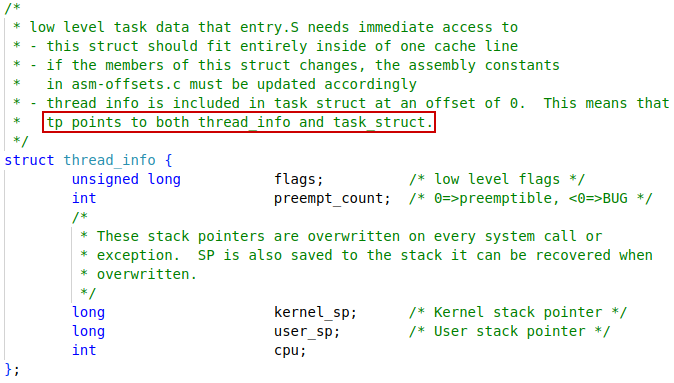 /*
 * low level task data that entry.S needs immediate access to
 * - this struct should fit entirely inside of one cache line
 * - if the members of this struct changes, the assembly constants
 *   in asm-offsets.c must be updated accordingly
 * - thread info is included in task struct at an offset of 0.  This means that
 *   tp points to both thread_info and task_struct.
 */
struct thread_info {
        unsigned long           flags;          /* low level flags */
        int                     preempt_count;  /* 0=>preemptible, <0=>BUG */
        /*
         * These stack pointers are overwritten on every system call or
         * exception.  SP is also saved to the stack it can be recovered when
         * overwritten.
         */
        long                    kernel_sp;      /* Kernel stack pointer */
        long                    user_sp;        /* User stack pointer */
        int                     cpu;
};